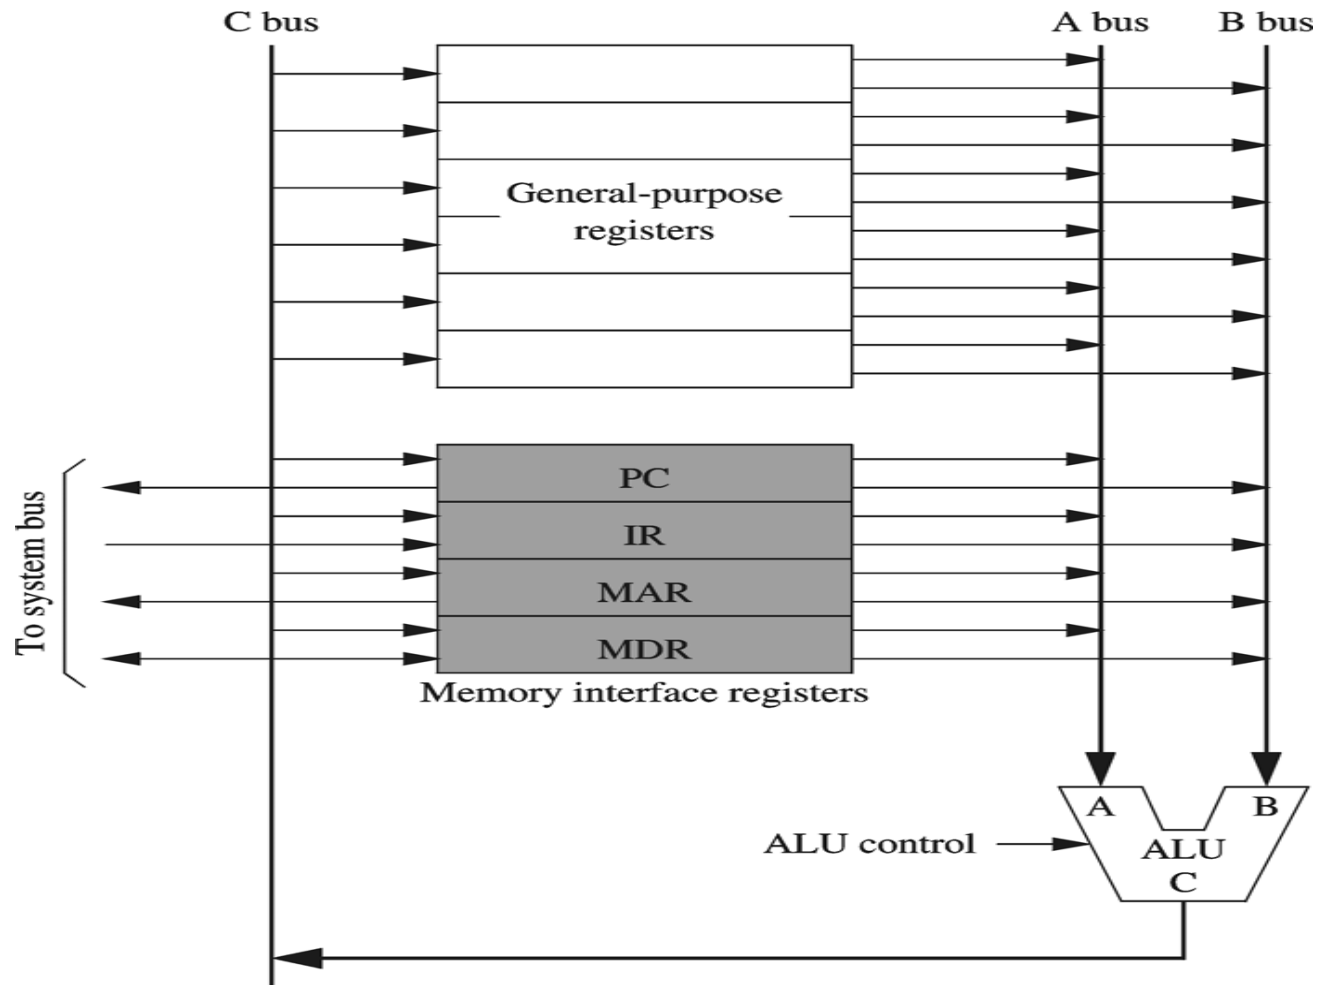 C bus
A bus
B bus
General-purpose
registers
To system bus
PC
IR
MAR
MDR
Memory interface registers
A
B
ALU control
ALU
C